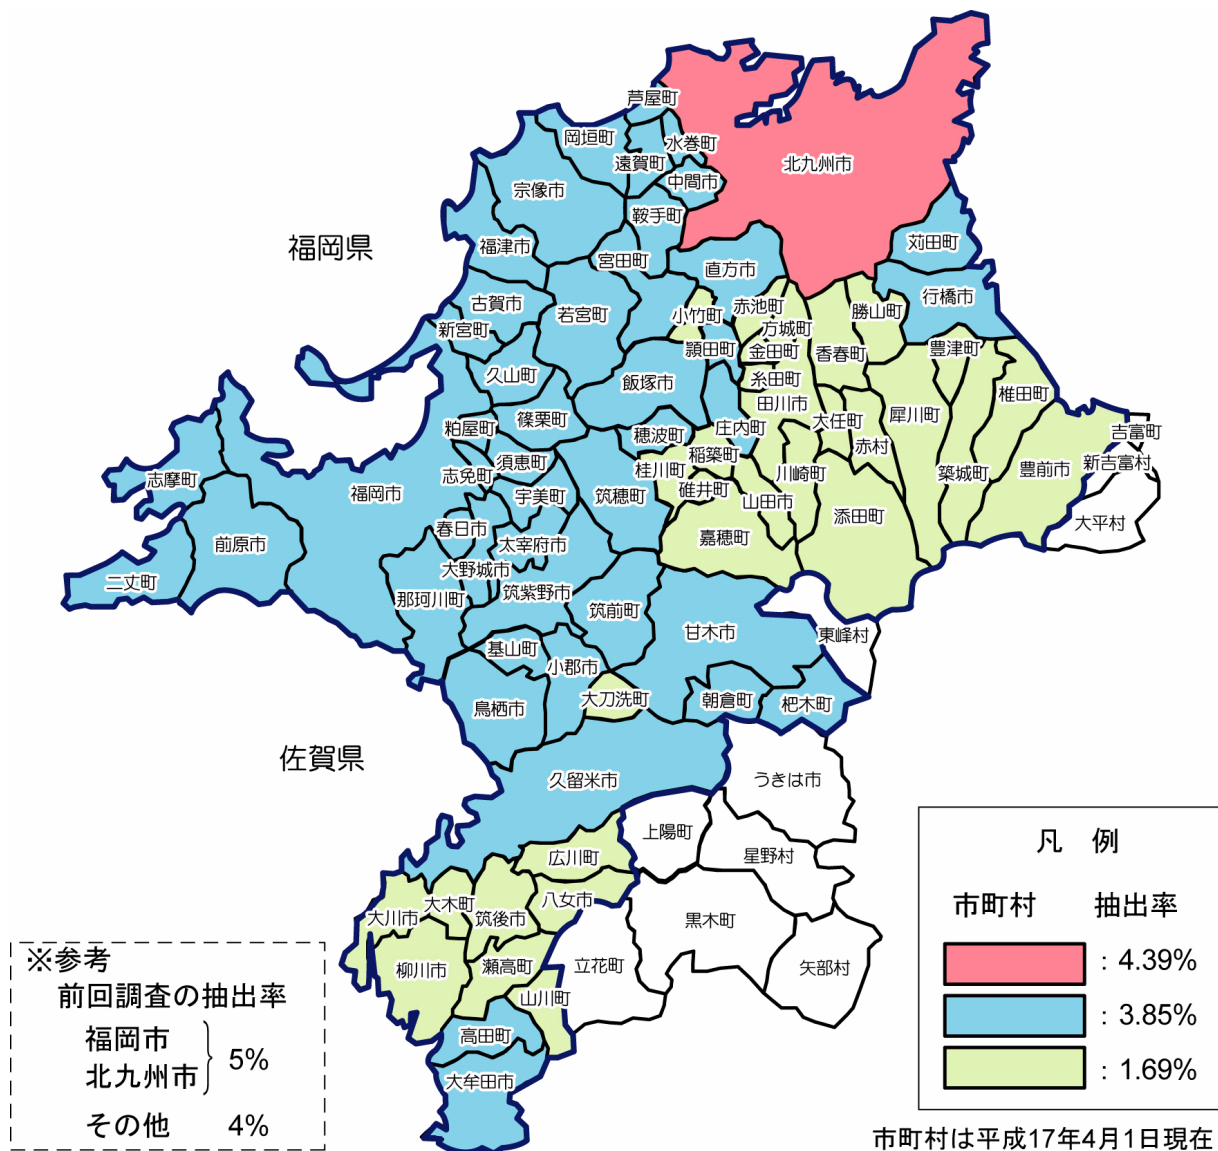 芦屋町
岡垣町
水巻町
遠賀町
北九州市
中間市
宗像市
鞍手町
苅田町
福岡県
福津市
宮田町
直方市
行橋市
古賀市
赤池町
勝山町
若宮町
小竹町
新宮町
方城町
頴田町
金田町
香春町
豊津町
久山町
糸田町
飯塚市
椎田町
田川市
篠栗町
大任町
犀川町
粕屋町
穂波町
庄内町
吉富町
赤村
稲築町
須恵町
新吉富村
桂川町
志免町
川崎町
豊前市
築城町
志摩町
福岡市
碓井町
宇美町
筑穂町
山田市
添田町
大平村
春日市
嘉穂町
前原市
太宰府市
大野城市
二丈町
筑紫野市
那珂川町
筑前町
甘木市
東峰村
基山町
小郡市
大刀洗町
朝倉町
杷木町
鳥栖市
佐賀県
久留米市
うきは市
上陽町
星野村
広川町
八女市
大木町
大川市
筑後市
黒木町
瀬高町
立花町
矢部村
柳川市
山川町
高田町
大牟田市
凡 例
市町村 抽出率
：4.39%
：3.85%
：1.69%
市町村は平成17年4月1日現在
※参考
前回調査の抽出率
福岡市
北九州市
5%
その他 4%